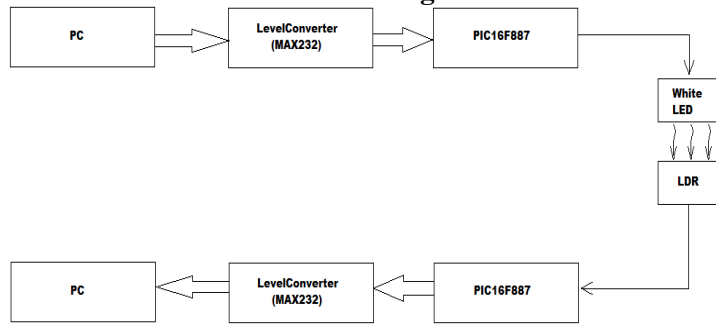 PC
LevelConverter
(MAX232)
PIC16F887
White
LED
LDR
PC
LevelConverter
(MAX232)
PIC16F887